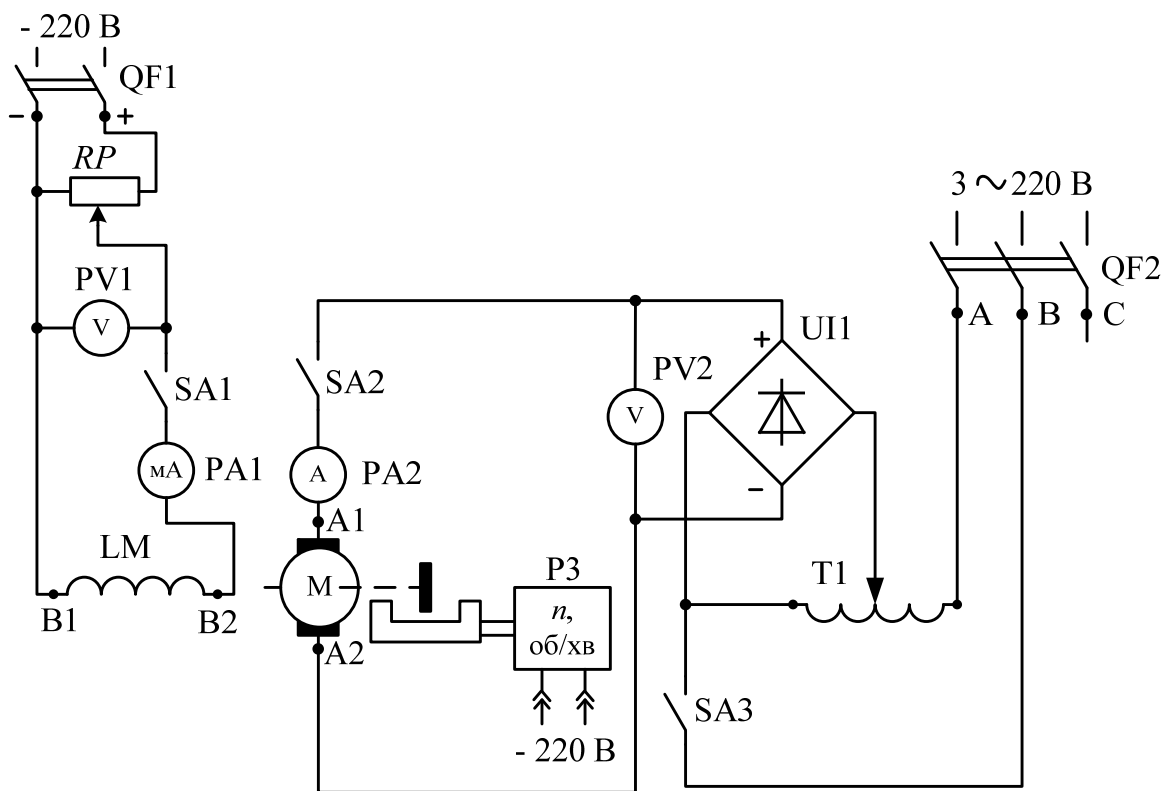 - 220 В
QF1
- +
RP
PV1
V
SA1
мА PA1
LM
B1 B2
SA2
A PA2
A1
M
A2
P3
n,
об/хв
- 220 В
PV2
V
UI1
+
-
3 ~ 220 В
QF2
A B C
T1
SA3